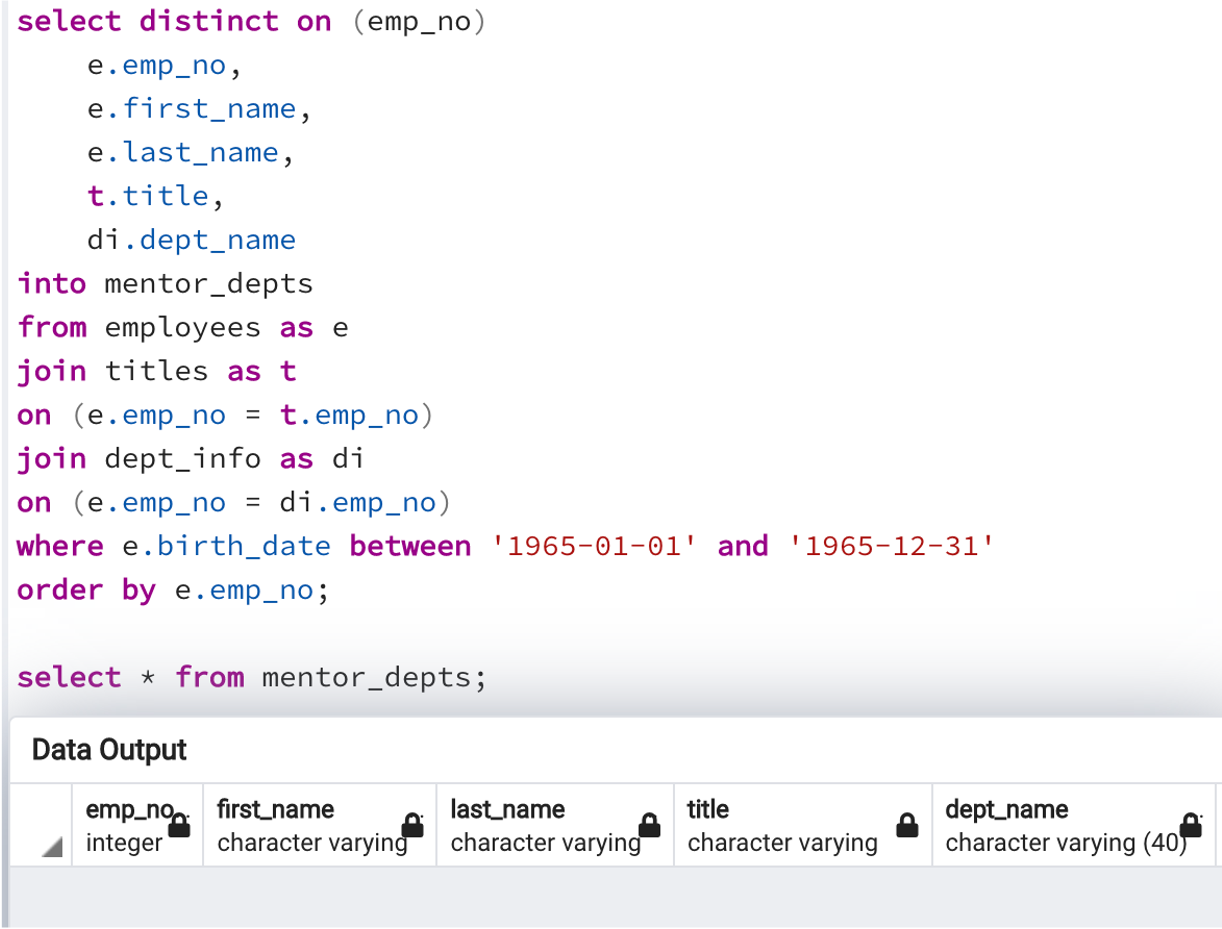 select distinct on (emp_no)
    e.emp_no,
    e.first_name,
    e.last_name,
    t.title,
    di.dept_name
into mentor_depts
from employees as e
join titles as t
on (e.emp_no = t.emp_no)
join dept_info as di
on (e.emp_no = di.emp_no)
where e.birth_date between '1965-01-01' and '1965-12-31'
order by e.emp_no;

select * from mentor_depts;
Data Output
emp_no first_name last_name title dept_name
integer character varying character varying character varying character varying (40)